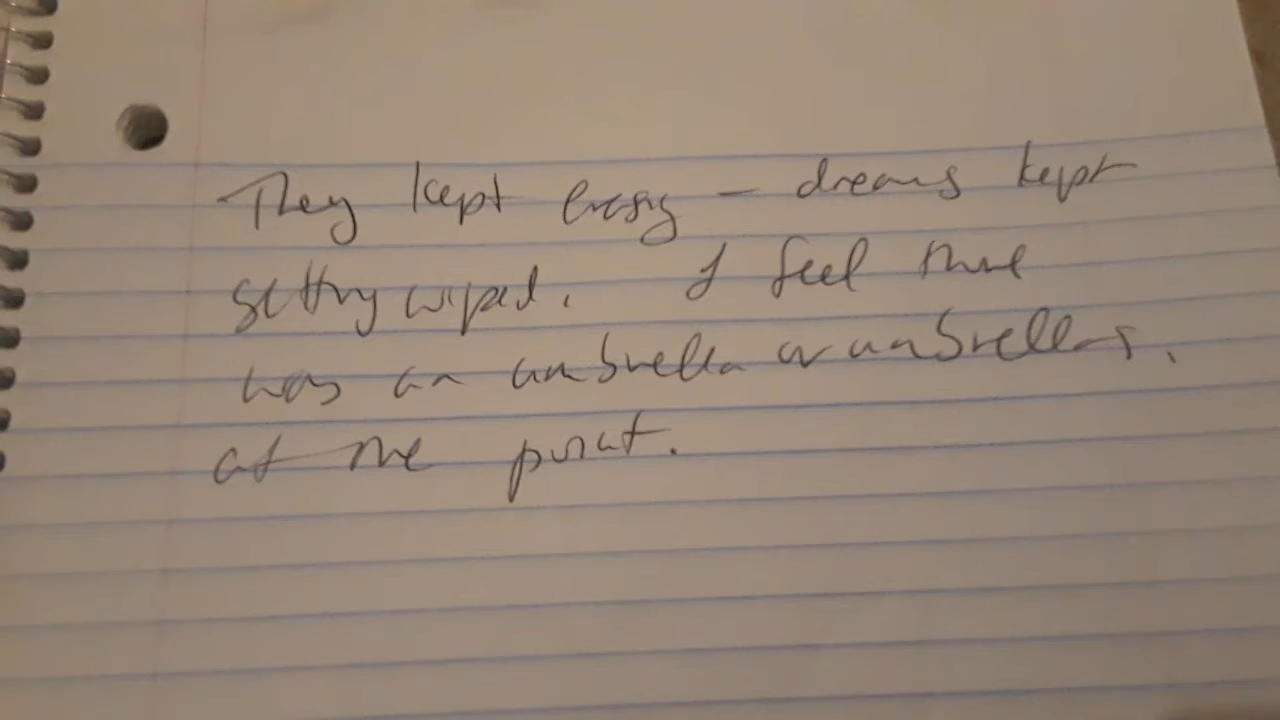 They kept erasing – dreams kept
getting wiped. I feel there
was an umbrella or umbrellas.
at one point.